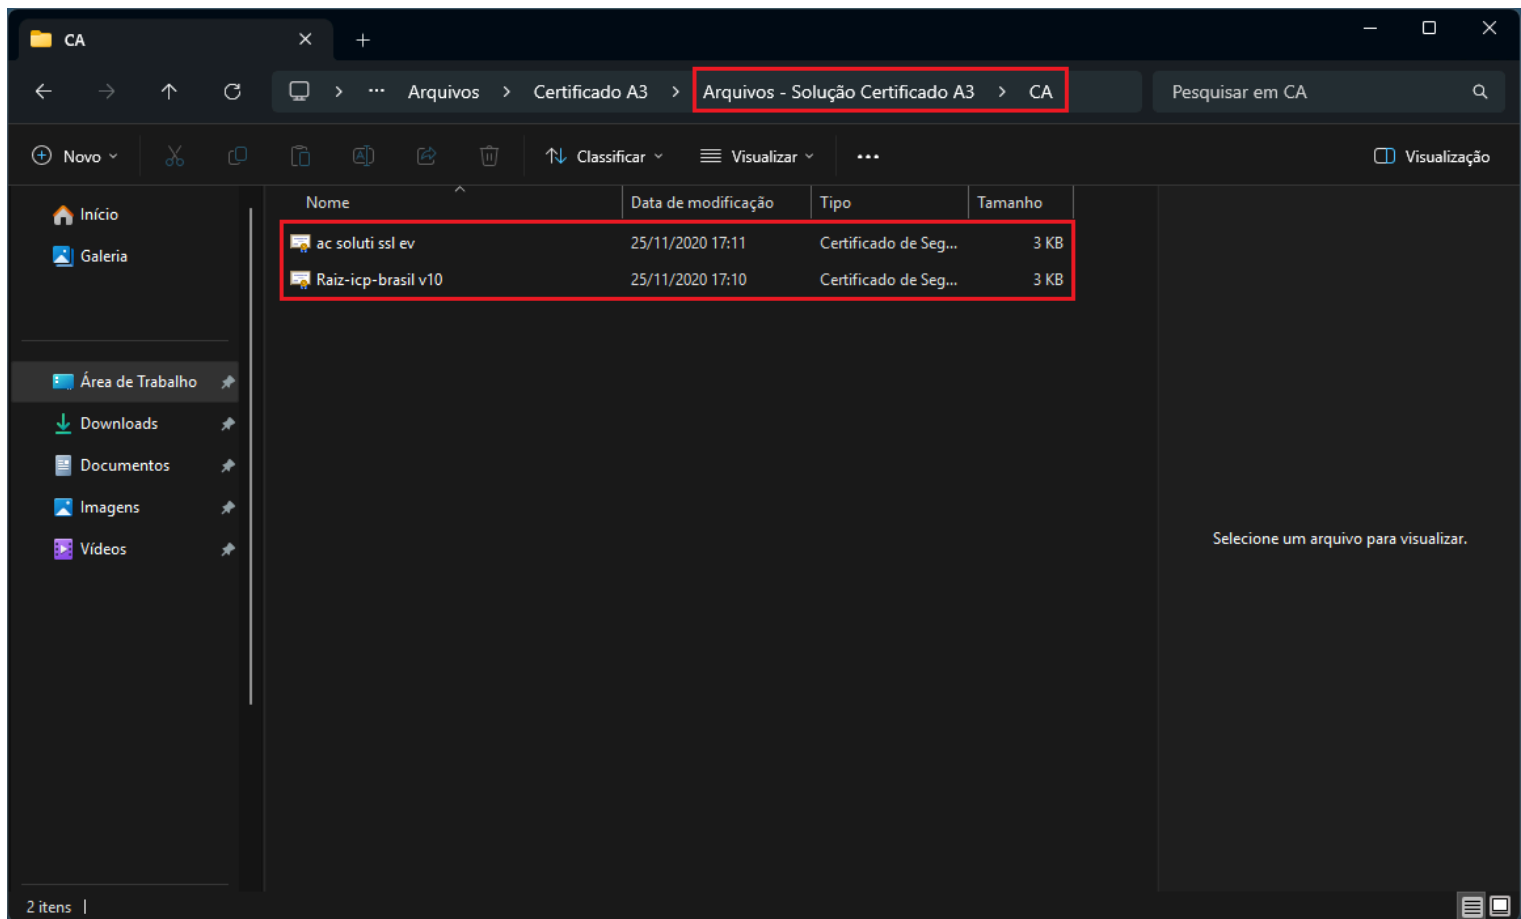 CA
Arquivos > Certificado A3 > Arquivos - Solução Certificado A3 > CA
Pesquisar em CA
Novo
Classificar
Visualizar
Visualização
Início
Galeria
Área de Trabalho
Downloads
Documentos
Imagens
Vídeos
Nome Data de modificação Tipo Tamanho
ac soluti ssl ev 25/11/2020 17:11 Certificado de Seg... 3 KB
Raiz-icp-brasil v10 25/11/2020 17:10 Certificado de Seg... 3 KB
Selecione um arquivo para visualizar.
2 itens